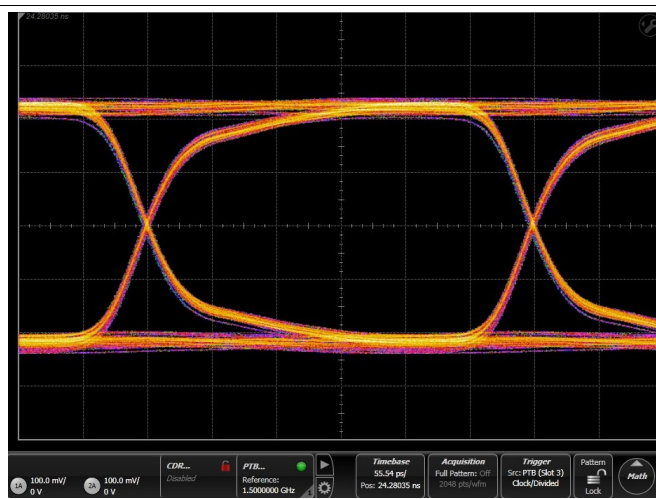 24.28035 ns
1A
100.0 mV/
0 V
2A
100.0 mV/
0 V
CDR...
Disabled
PTB...
Reference:
1.5000000 GHz
Timebase
55.54 ps/
Pos: 24.28035 ns
Acquisition
Full Pattern: Off
2048 pts/wfm
Trigger
Src: PTB (Slot 3)
Clock/Divided
Pattern
Lock
Math